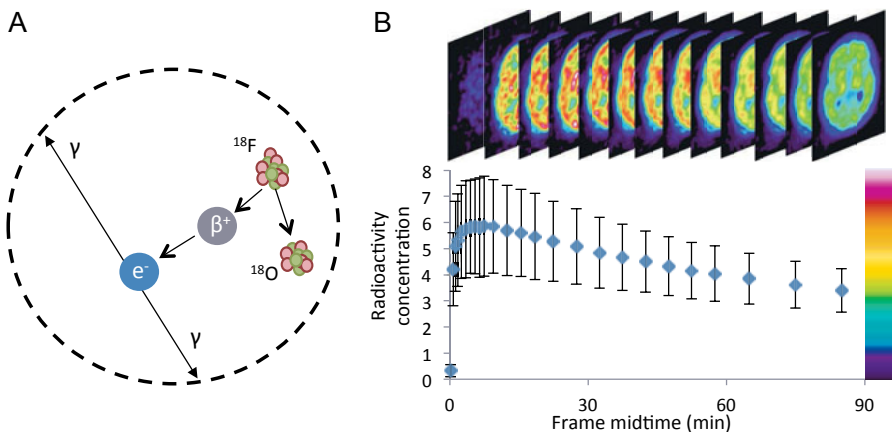 A
B
¹⁸F
γ
β⁺
e⁻
¹⁸O
γ
8
7
6
5
4
3
2
1
0
Radioactivity
concentration
0
30
60
90
Frame midtime (min)